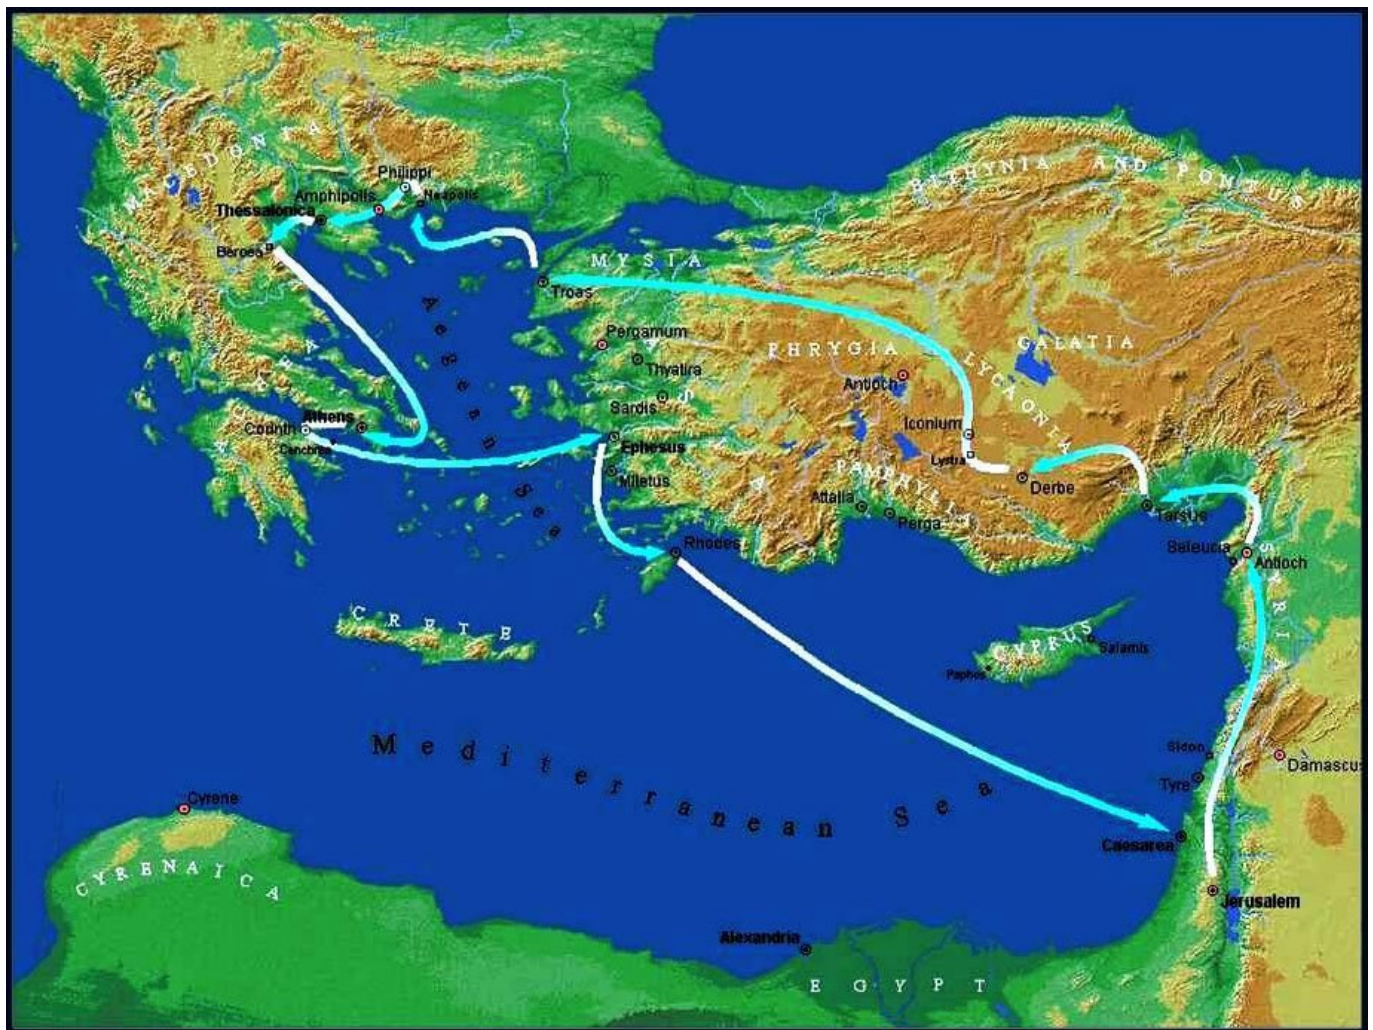 MACEDONIA
Philippi
Amphipolis
Neapolis
Thessalonica
Beroea
BITHYNIA AND PONTUS
MYSIA
Troas
Aegean Sea
Pergamum
Thyatira
Sardis
ASIA
PHRYGIA
Antioch
GALATIA
LYCAONIA
ACHAIA
Athens
Corinth
Cenchrea
Ephesus
Miletus
Iconium
Lystra
Derbe
PAMPHYLIA
Attalia
Perga
Tarsus
Seleucia
Antioch
SYRIA
Rhodes
CRETE
CYPRUS
Salamis
Paphos
Mediterranean Sea
Sidon
Tyre
Damascus
Cyrene
CYRENAICA
Caesarea
Jerusalem
Alexandria
EGYPT